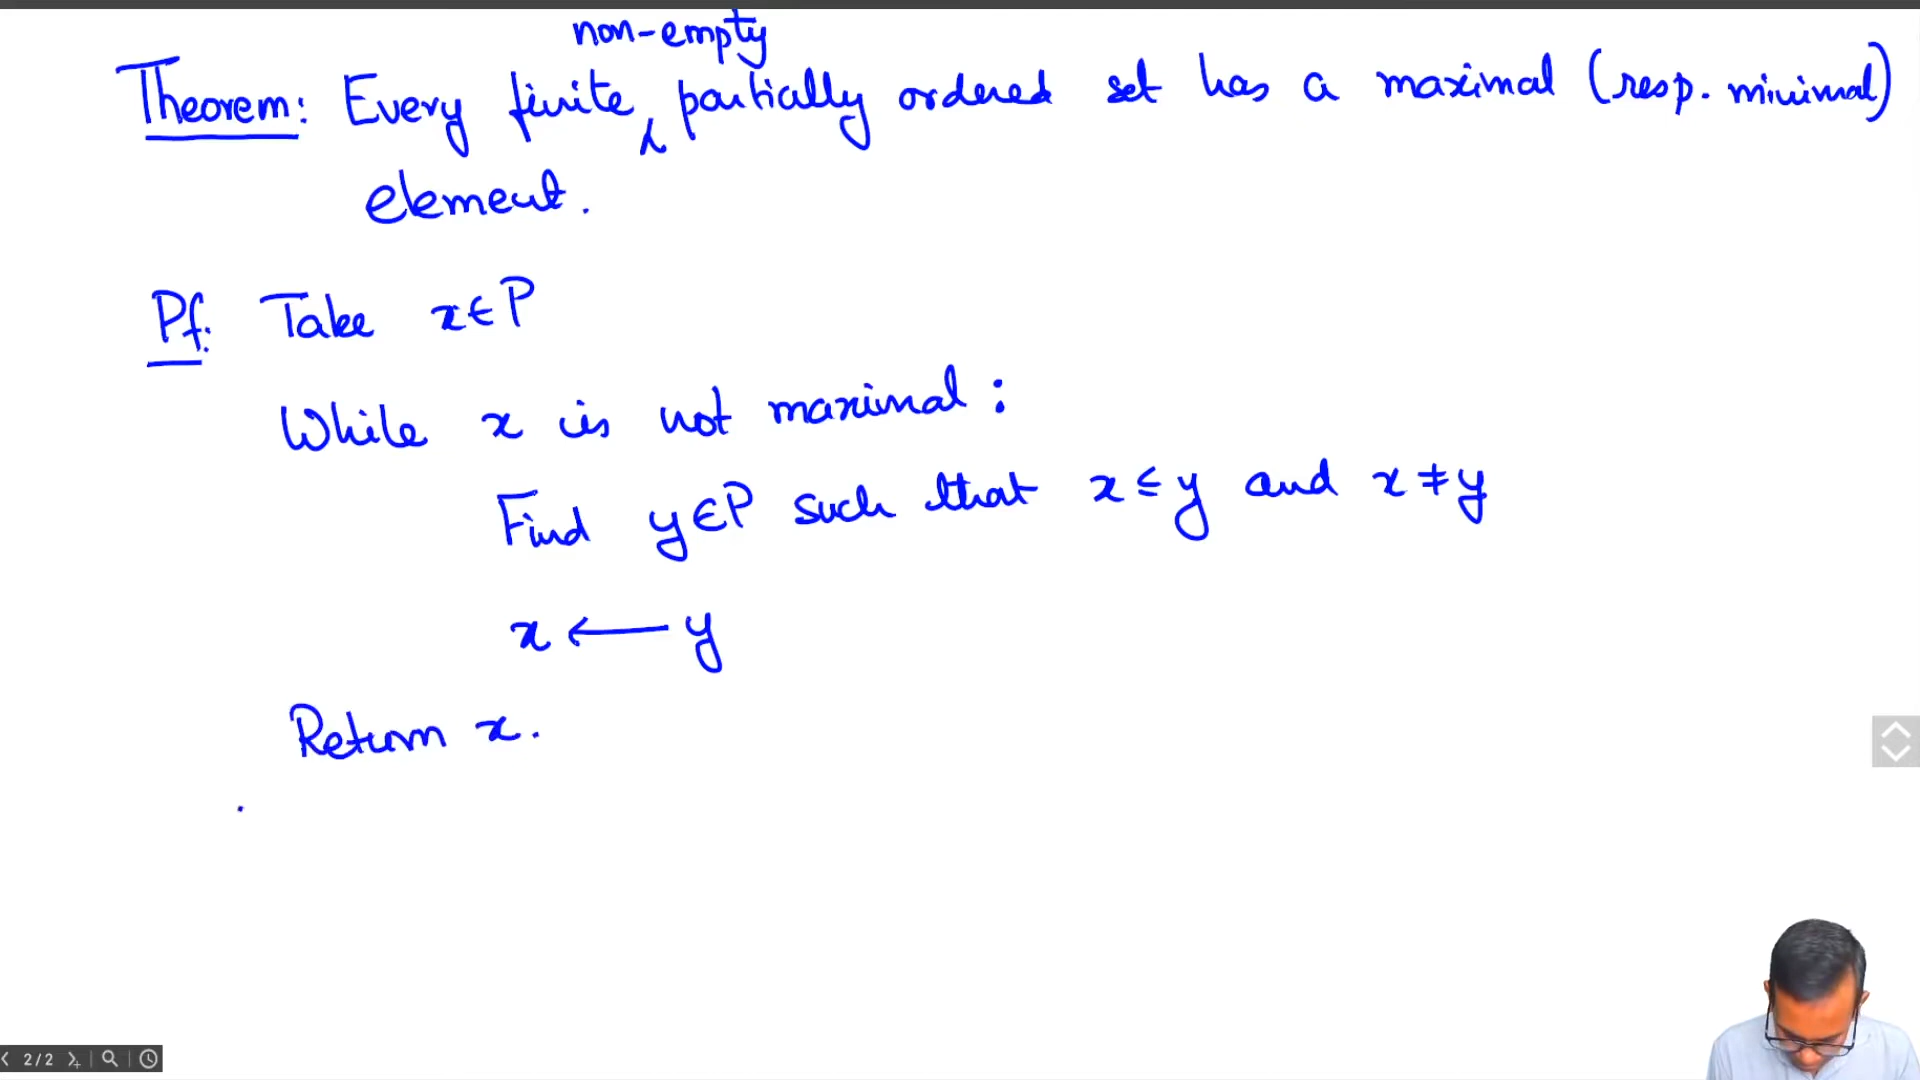 non-empty
Theorem: Every finite ⁁ partially ordered set has a maximal (resp. minimal)
element.
Pf: Take x∈P
While x is not maximal:
Find y∈P such that x ≤ y and x ≠ y
x ⟵ y
Return x.
2/2